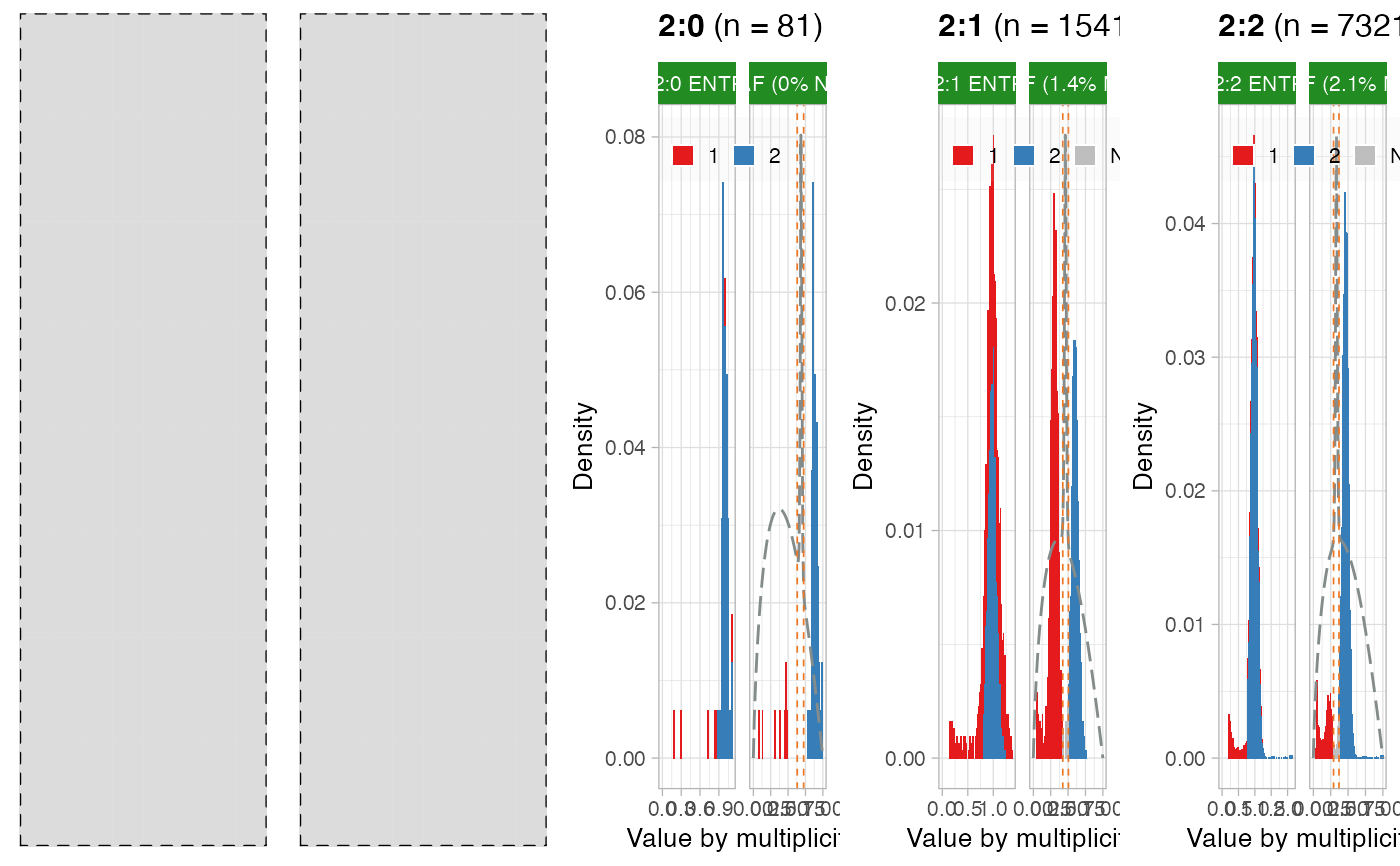 2:0 (n = 81)
2:0 ENTR
AF (0% N
1 2
0.08
0.06
0.04
0.02
0.00
Density
Value by multiplicit
2:1 (n = 1541
2:1 ENTR
F (1.4% N
1 2 N
0.02
0.01
0.00
0.0 0.5 1.0
Density
Value by multiplicit
2:2 (n = 7321
2:2 ENTR
F (2.1% N
1 2 N
0.04
0.03
0.02
0.01
0.00
Density
Value by multiplicit